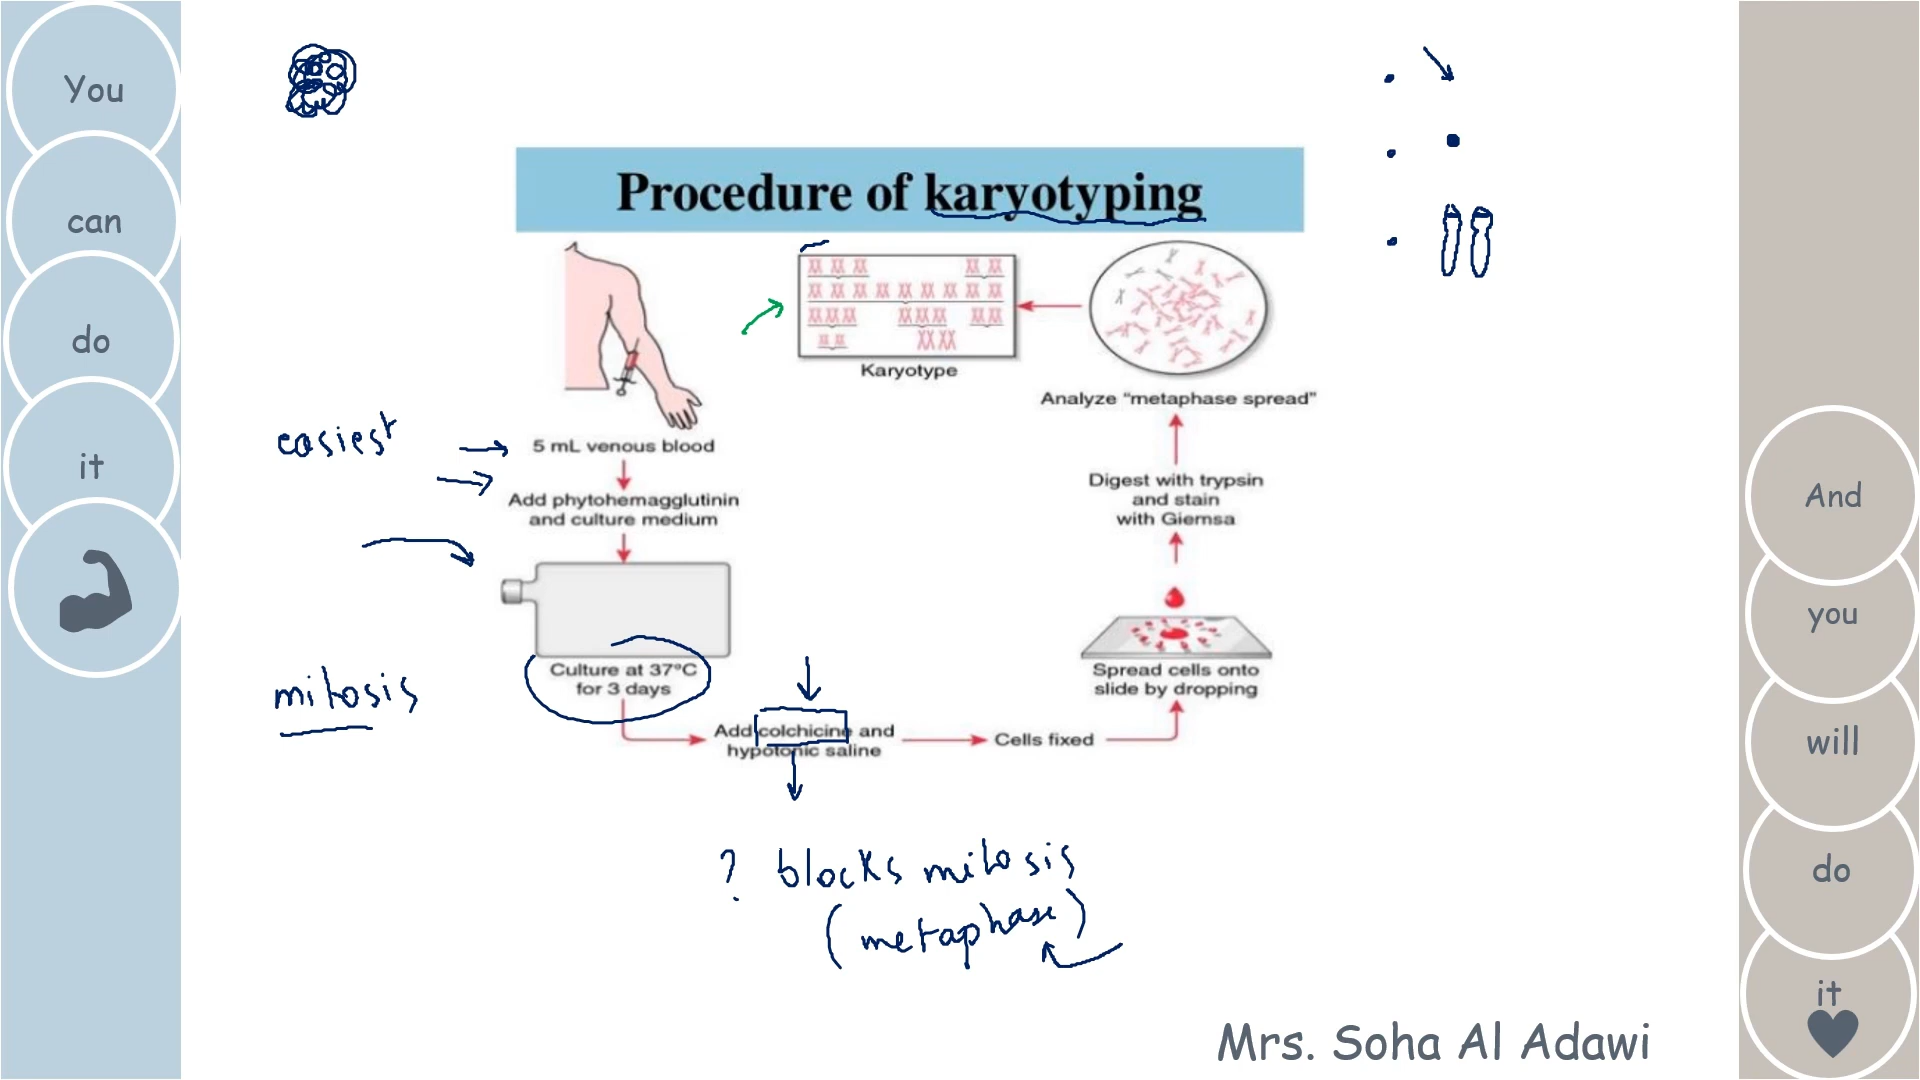 You
can
do
it
Procedure of karyotyping
Karyotype
Analyze “metaphase spread”
easiest
5 mL venous blood
Add phytohemagglutinin
and culture medium
Digest with trypsin
and stain
with Giemsa
mitosis
Culture at 37°C
for 3 days
Add colchicine and
hypotonic saline
Cells fixed
Spread cells onto
slide by dropping
? blocks mitosis
(metaphase)
And
you
will
do
it
Mrs. Soha Al Adawi